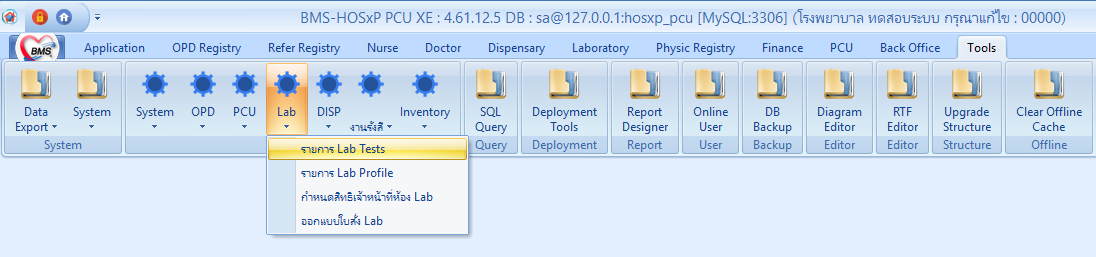 BMS-HOSxP PCU XE : 4.61.12.5 DB : sa@127.0.0.1:hosxp_pcu [MySQL:3306] (โรงพยาบาล ทดสอบระบบ กรุณาแก้ไข : 00000)
BMS Application OPD Registry Refer Registry Nurse Doctor Dispensary Laboratory Physic Registry Finance PCU Back Office Tools
Data Export System System OPD PCU Lab DISP งานรังสี Inventory SQL Query Deployment Tools Report Designer Online User DB Backup Diagram Editor RTF Editor Upgrade Structure Clear Offline Cache
System Query Deployment Report User Backup Editor Editor Structure Offline
รายการ Lab Tests
รายการ Lab Profile
กำหนดสิทธิเจ้าหน้าที่ห้อง Lab
ออกแบบใบสั่ง Lab